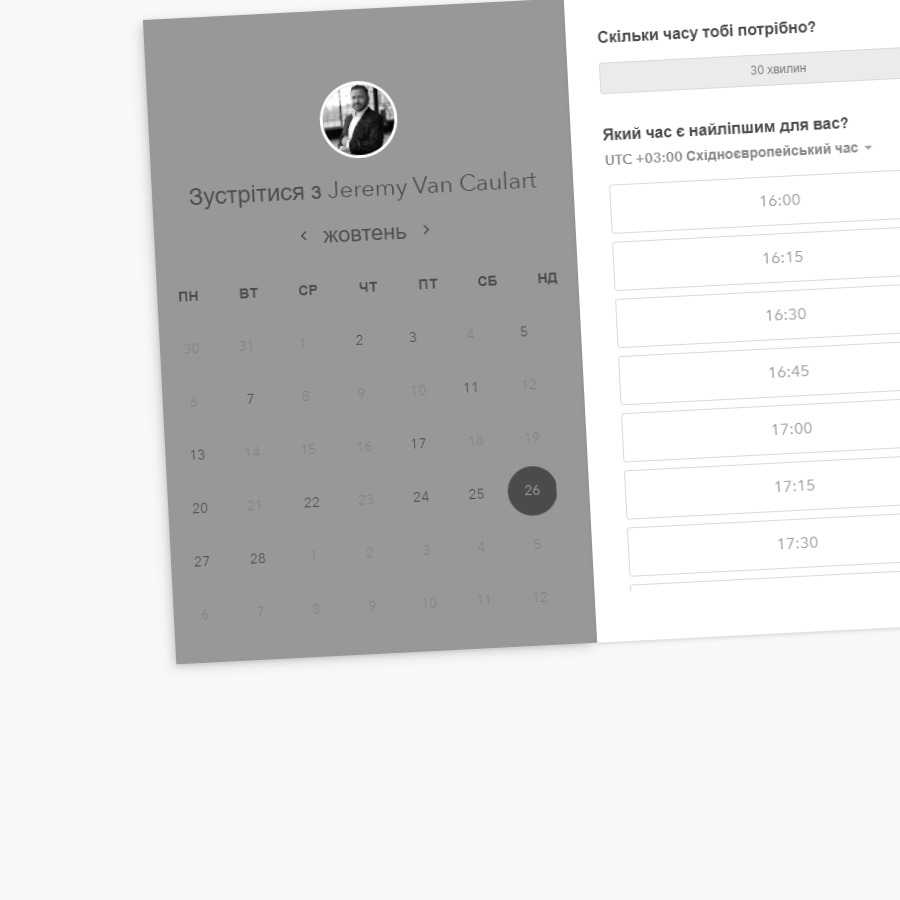 Зустрітися з Jeremy Van Caulart
жовтень
ПН ВТ СР ЧТ ПТ СБ НД
30 31 1 2 3 4 5
6 7 8 9 10 11 12
13 14 15 16 17 18 19
20 21 22 23 24 25 26
27 28 1 2 3 4 5
6 7 8 9 10 11 12
Скільки часу тобі потрібно?
30 хвилин
Який час є найліпшим для вас?
UTC +03:00 Східноєвропейський час
16:00
16:15
16:30
16:45
17:00
17:15
17:30